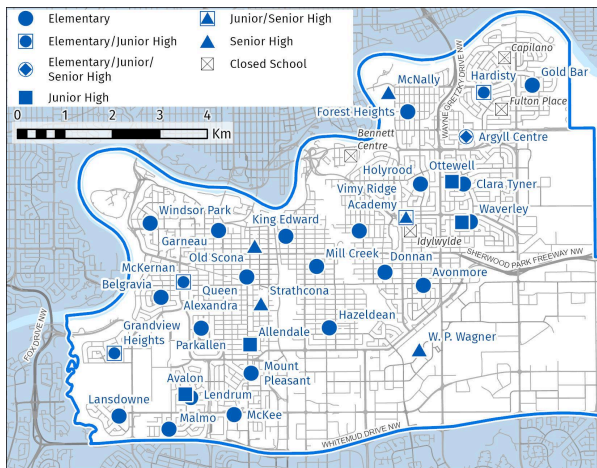 Elementary
Elementary/Junior High
Elementary/Junior/
Senior High
Junior High
Junior/Senior High
Senior High
Closed School
0 1 2 3 4
Km
Capilano
McNally
WAYNE GRETZKY DRIVE NW
Hardisty
Gold Bar
Forest Heights
Fulton Place
Bennett
Centre
Argyll Centre
Holyrood
Ottewell
Vimy Ridge
Academy
Clara Tyner
Windsor Park
King Edward
Waverley
Garneau
Old Scona
Idylwylde
McKernan
Mill Creek
Donnan
SHERWOOD PARK FREEWAY NW
Belgravia
Queen
Alexandra
Strathcona
Avonmore
Grandview
Heights
Parkallen
Allendale
Hazeldean
FOX DRIVE NW
W. P. Wagner
Mount
Pleasant
Avalon
Lansdowne
Lendrum
Malmo
McKee
WHITEMUD DRIVE NW